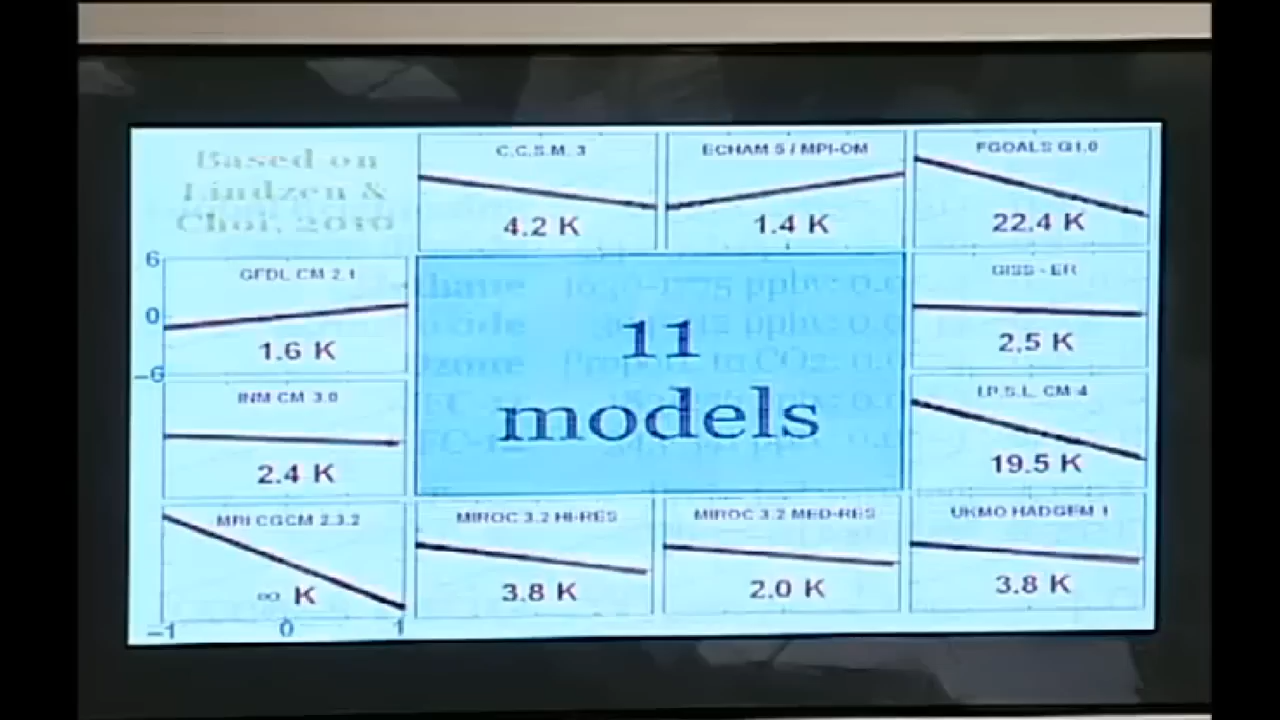 Based on
Lindzen &
Choi, 2010
C.C.S.M. 3
4.2 K
ECHAM 5 / MPI-OM
1.4 K
FGOALS G1.0
22.4 K
6
0
-6
GFDL CM 2.1
1.6 K
11
models
GISS - ER
2.5 K
INM CM 3.0
2.4 K
I.P.S.L. CM 4
19.5 K
MRI CGCM 2.3.2
∞ K
-1
0
1
MIROC 3.2 HI-RES
3.8 K
MIROC 3.2 MED-RES
2.0 K
UKMO HADGEM 1
3.8 K